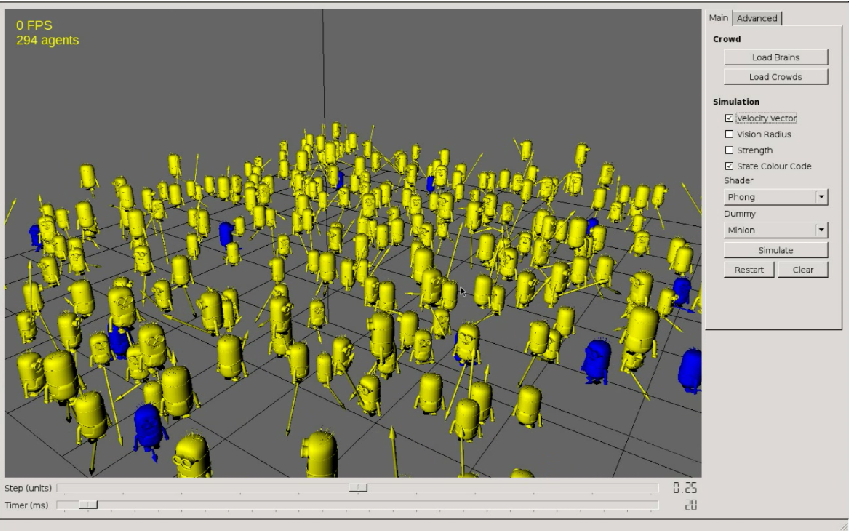 0 FPS
294 agents
Main
Advanced
Crowd
Load Brains
Load Crowds
Simulation
Velocity Vector
Vision Radius
Strength
State Colour Code
Shader
Phong
Dummy
Minion
Simulate
Restart
Clear
Step (units)
0.25
Timer (ms)
20